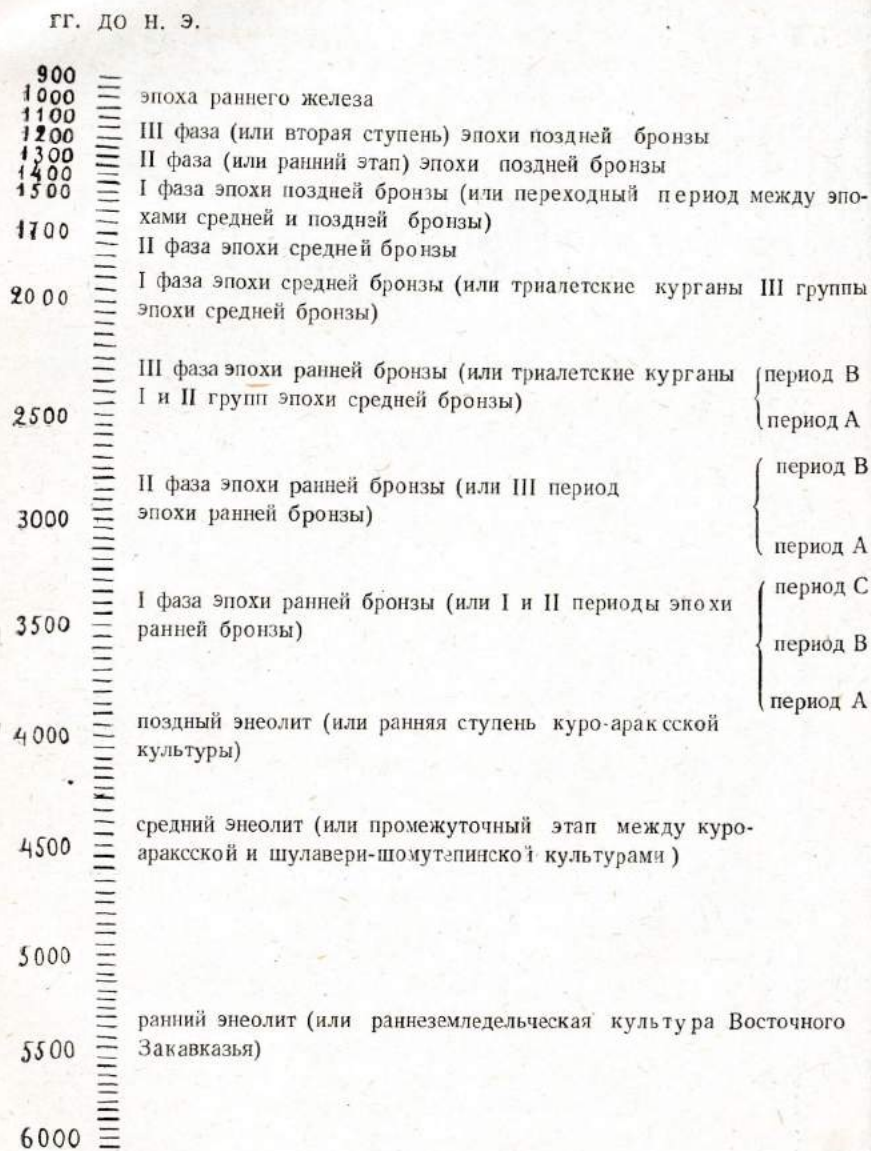 ГГ. ДО Н. Э.
900
1000 эпоха раннего железа
1100
1200 III фаза (или вторая ступень) эпохи поздней бронзы
1300 II фаза (или ранний этап) эпохи поздней бронзы
1400
1500 I фаза эпохи поздней бронзы (или переходный период между эпо-
хами средней и поздней бронзы)
1700
II фаза эпохи средней бронзы
I фаза эпохи средней бронзы (или триалетские курганы III группы
2000
эпохи средней бронзы)
III фаза эпохи ранней бронзы (или триалетские курганы период В
I и II групп эпохи средней бронзы)
2500 период А
период В
II фаза эпохи ранней бронзы (или III период
3000 эпохи ранней бронзы)
период А
период С
I фаза эпохи ранней бронзы (или I и II периоды эпохи
3500 ранней бронзы)
период В
период А
поздный энеолит (или ранняя ступень куро-араксской
4000
культуры)
средний энеолит (или промежуточный этап между куро-
4500 араксской и шулавери-шомутепинской культурами)
5000
ранний энеолит (или раннеземледельческая культура Восточного
5500 Закавказья)
6000